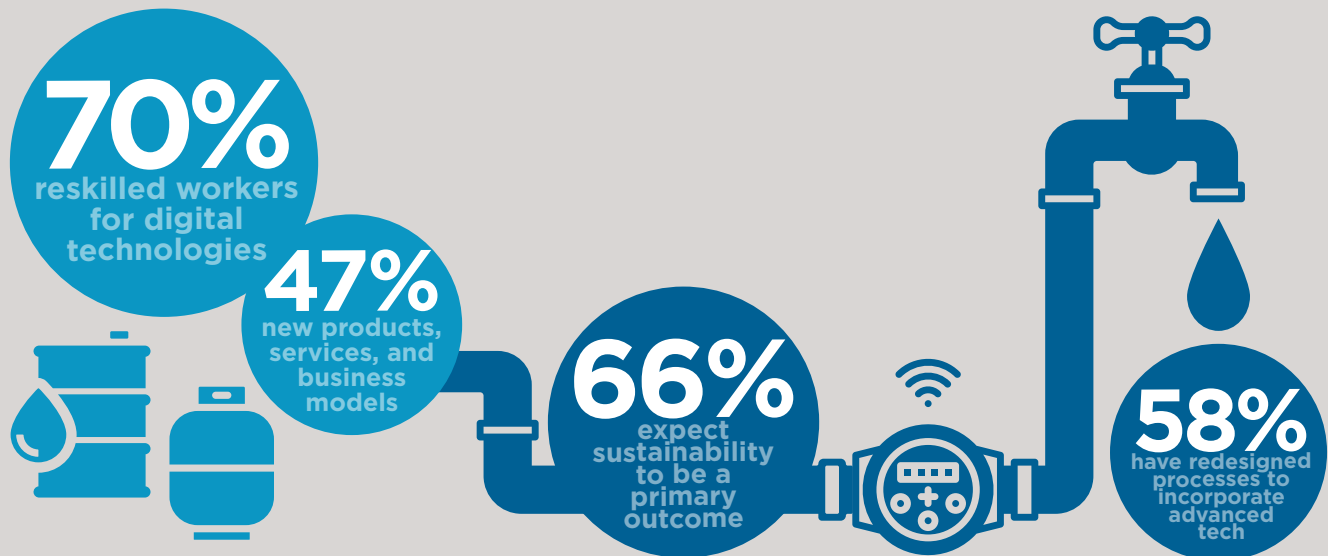 70%
reskilled workers
for digital
technologies
47%
new products,
services, and
business
models
66%
expect
sustainability
to be a
primary
outcome
58%
have redesigned
processes to
incorporate
advanced
tech